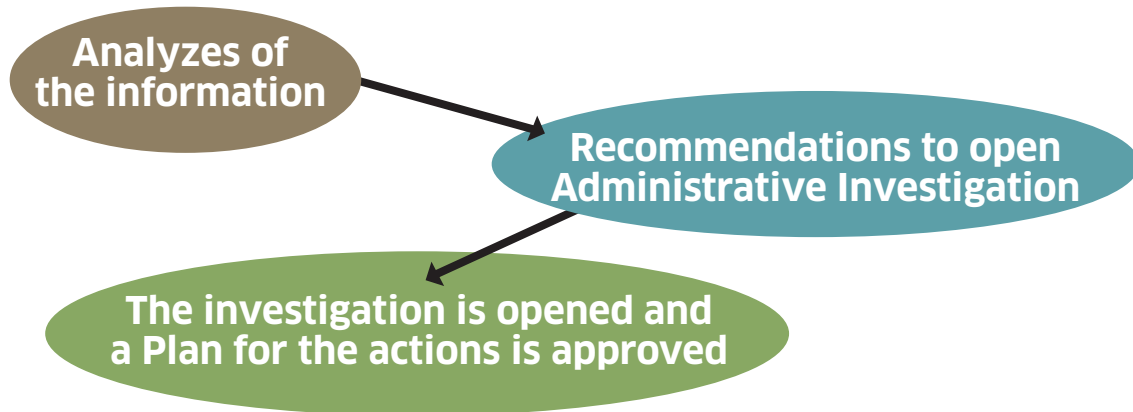 Analyzes of
the information
Recommendations to open
Administrative Investigation
The investigation is opened and
a Plan for the actions is approved